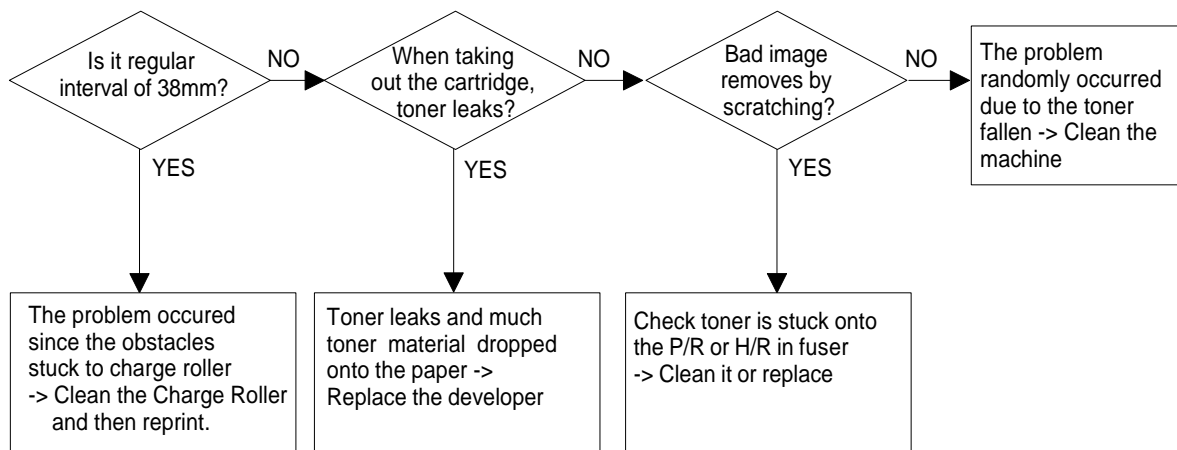 Is it regular
interval of 38mm?
NO
YES
When taking
out the cartridge,
toner leaks?
NO
YES
Bad image
removes by
scratching?
NO
YES
The problem
randomly occurred
due to the toner
fallen -> Clean the
machine
The problem occured
since the obstacles
stuck to charge roller
-> Clean the Charge Roller
and then reprint.
Toner leaks and much
toner material dropped
onto the paper ->
Replace the developer
Check toner is stuck onto
the P/R or H/R in fuser
-> Clean it or replace